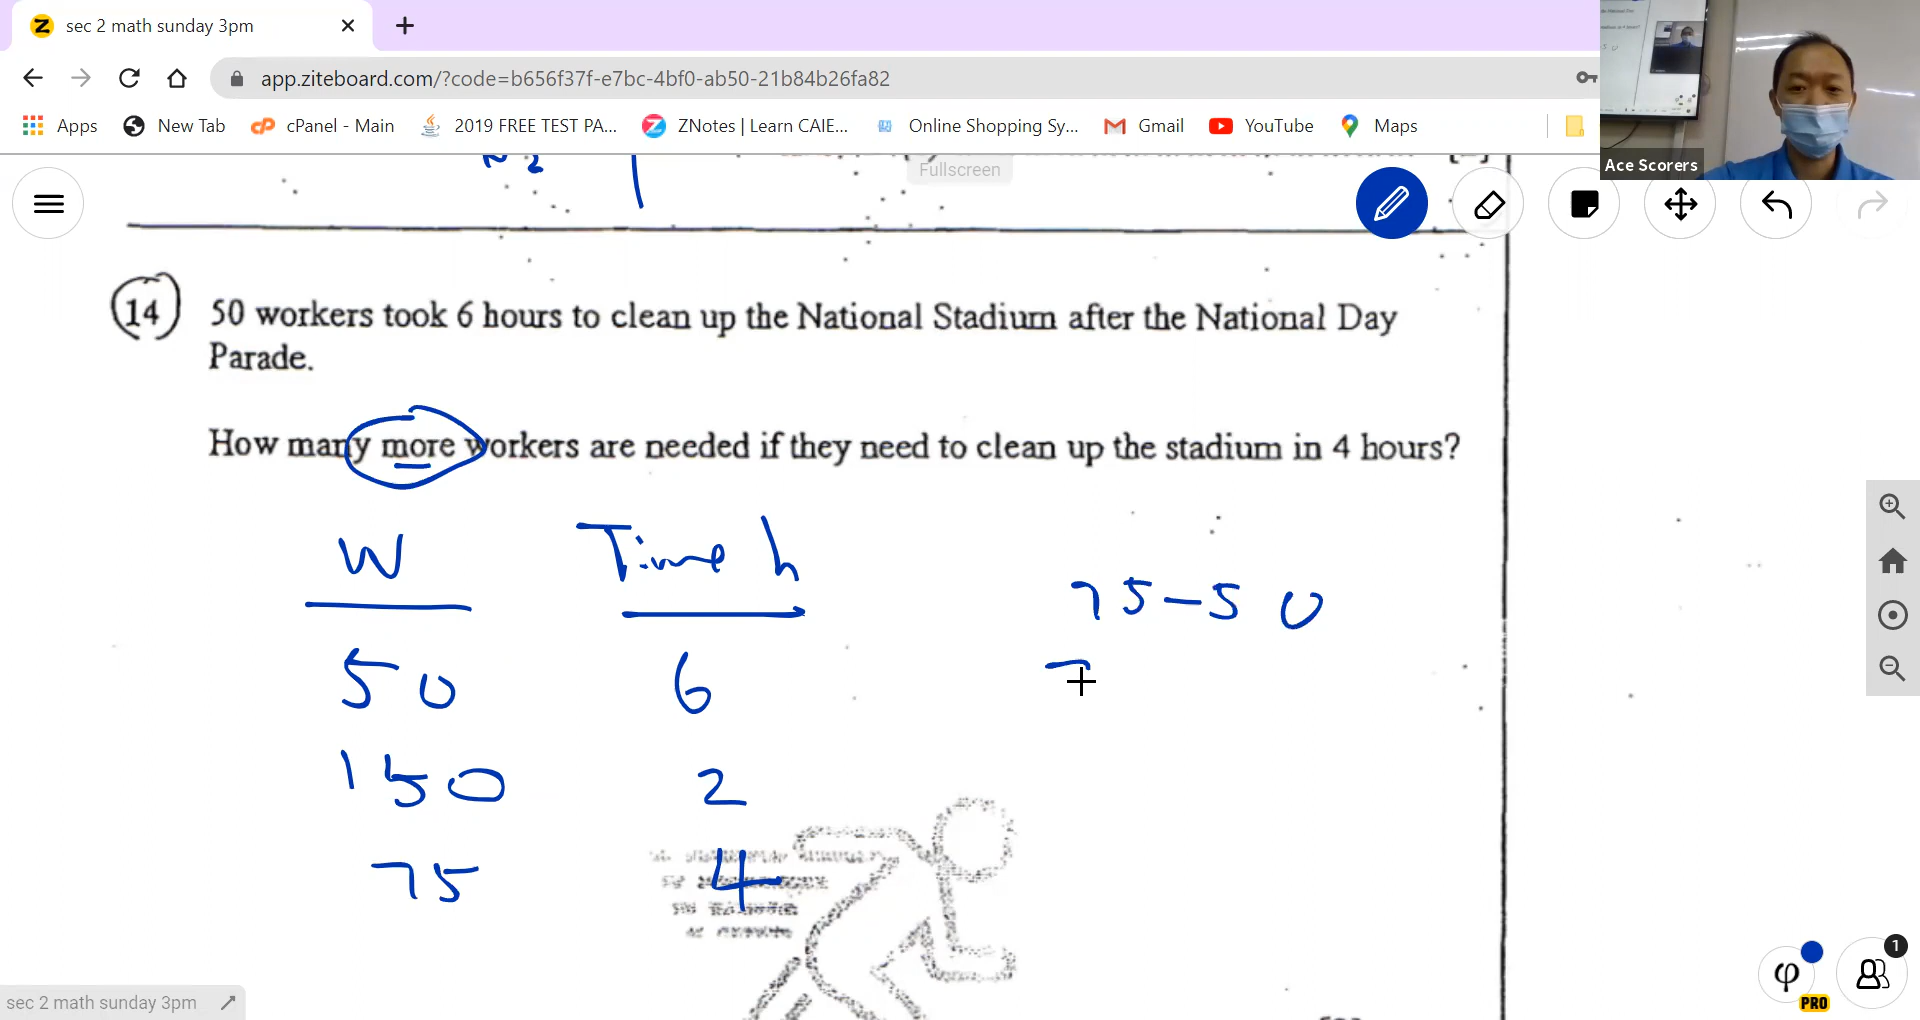 sec 2 math sunday 3pm
app.ziteboard.com/?code=b656f37f-e7bc-4bf0-ab50-21b84b26fa82
Apps New Tab cPanel - Main 2019 FREE TEST PA... ZNotes | Learn CAIE... Online Shopping Sy... Gmail YouTube Maps
Ace Scorers
Fullscreen
14 50 workers took 6 hours to clean up the National Stadium after the National Day
Parade.
How many more workers are needed if they need to clean up the stadium in 4 hours?
W Time h
75-50
50 6
7
150 2
75 4
1
φ
PRO
sec 2 math sunday 3pm